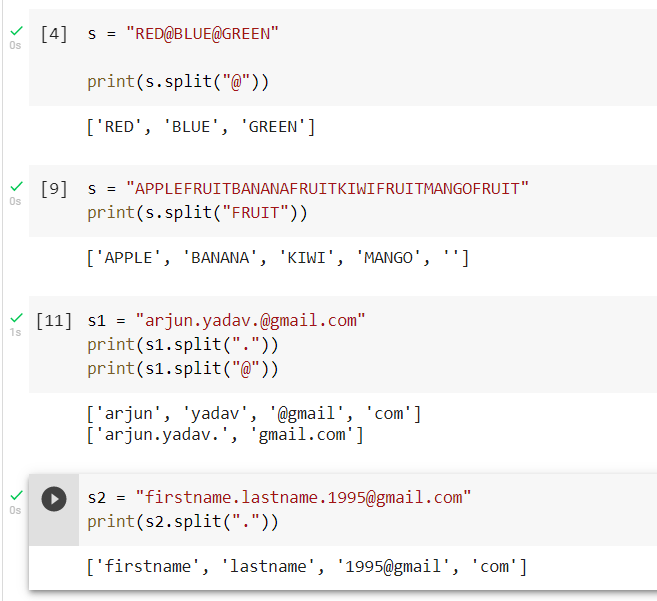 [4] s = "RED@BLUE@GREEN"
0s
print(s.split("@"))
['RED', 'BLUE', 'GREEN']
[9] s = "APPLEFRUITBANANAFRUITKIWIFRUITMANGOFRUIT"
0s print(s.split("FRUIT"))
['APPLE', 'BANANA', 'KIWI', 'MANGO', '']
[11] s1 = "arjun.yadav.@gmail.com"
1s print(s1.split("."))
print(s1.split("@"))
['arjun', 'yadav', '@gmail', 'com']
['arjun.yadav.', 'gmail.com']
s2 = "firstname.lastname.1995@gmail.com"
0s print(s2.split("."))
['firstname', 'lastname', '1995@gmail', 'com']